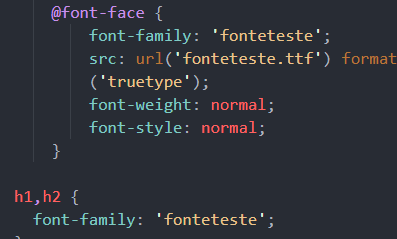 @font-face {
font-family: 'fonteteste';
src: url('fonteteste.ttf') format
('truetype');
font-weight: normal;
font-style: normal;
}
h1,h2 {
font-family: 'fonteteste';
}